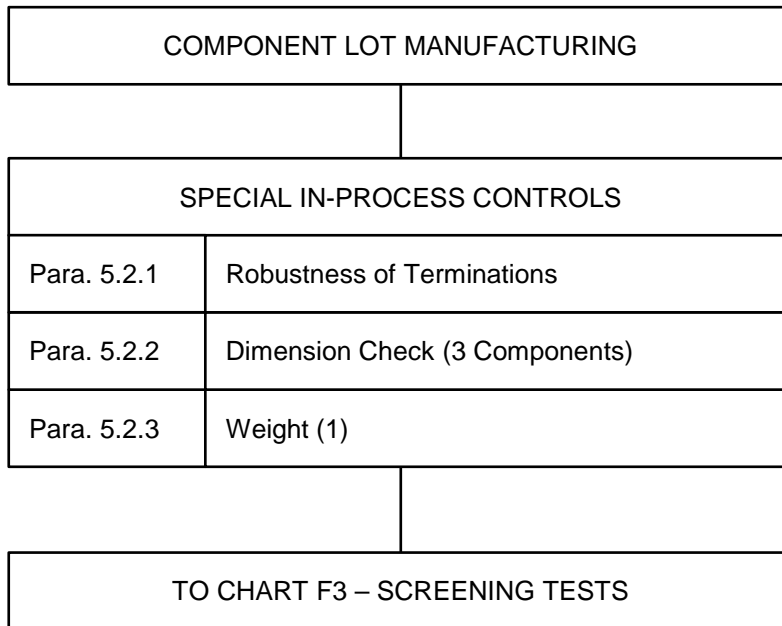 COMPONENT LOT MANUFACTURING
SPECIAL IN-PROCESS CONTROLS
Para. 5.2.1 Robustness of Terminations
Para. 5.2.2 Dimension Check (3 Components)
Para. 5.2.3 Weight (1)
TO CHART F3 – SCREENING TESTS